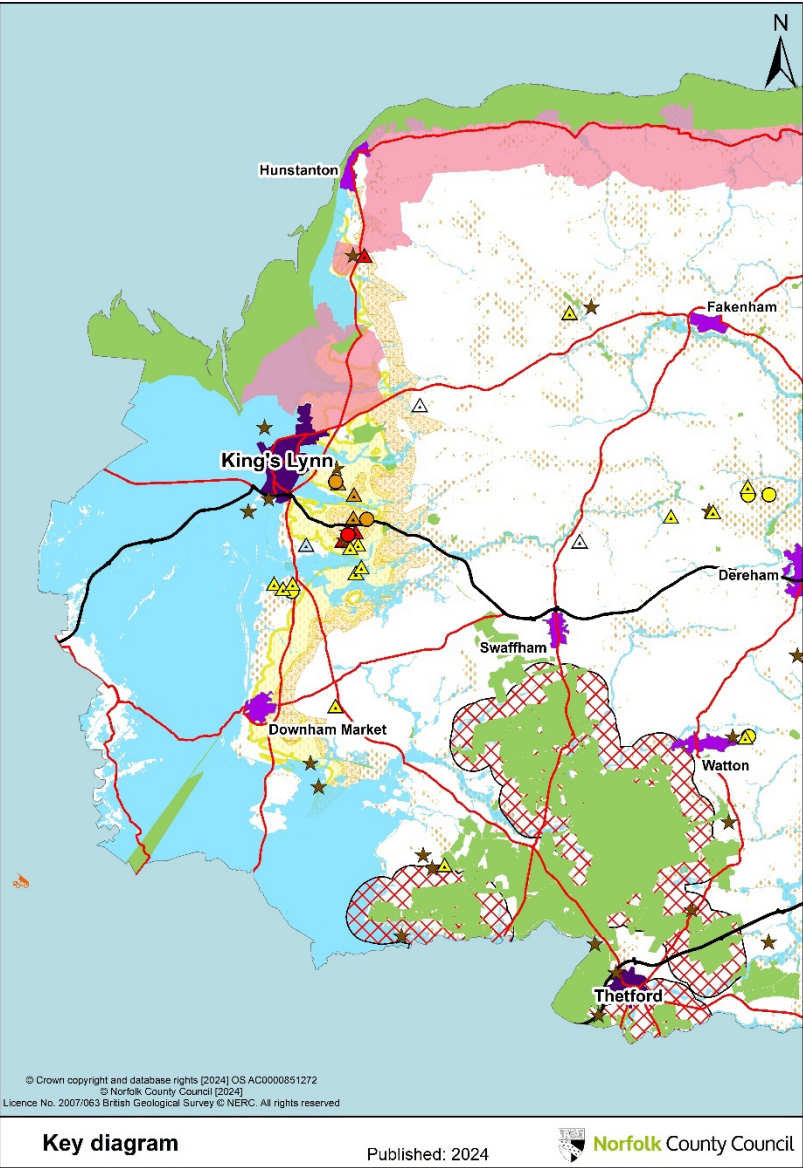 N
Hunstanton
Fakenham
King's Lynn
Dereham
Swaffham
Downham Market
Watton
Thetford
© Crown copyright and database rights [2024] OS AC0000851272
© Norfolk County Council [2024]
Licence No. 2007/063 British Geological Survey © NERC. All rights reserved
Key diagram
Published: 2024
Norfolk County Council